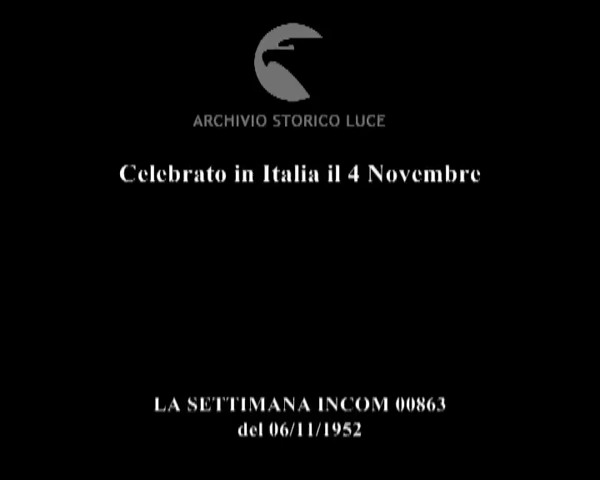 ARCHIVIO STORICO LUCE
Celebrato in Italia il 4 Novembre
LA SETTIMANA INCOM 00863
del 06/11/1952